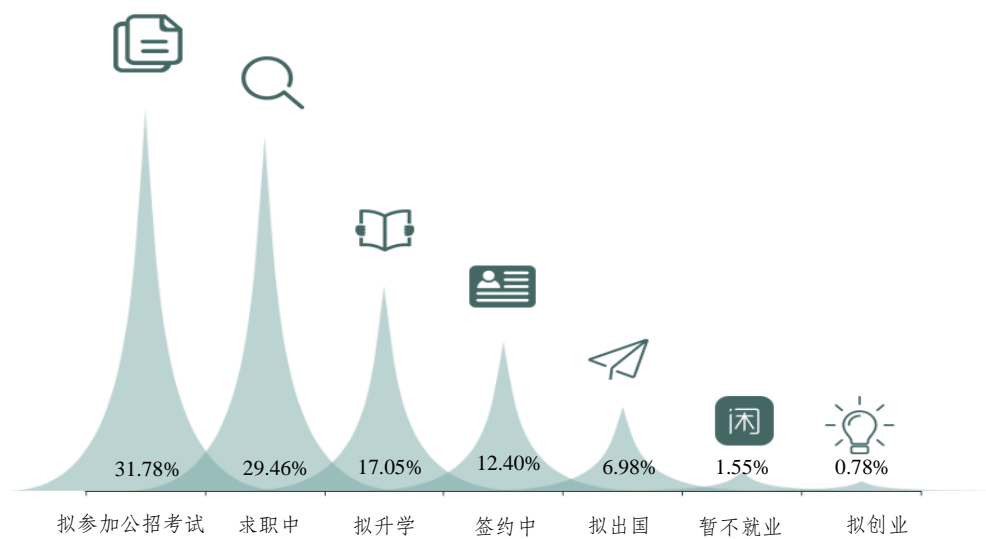 闲
31.78%
29.46%
17.05%
12.40%
6.98%
1.55%
0.78%
拟参加公招考试
求职中
拟升学
签约中
拟出国
暂不就业
拟创业